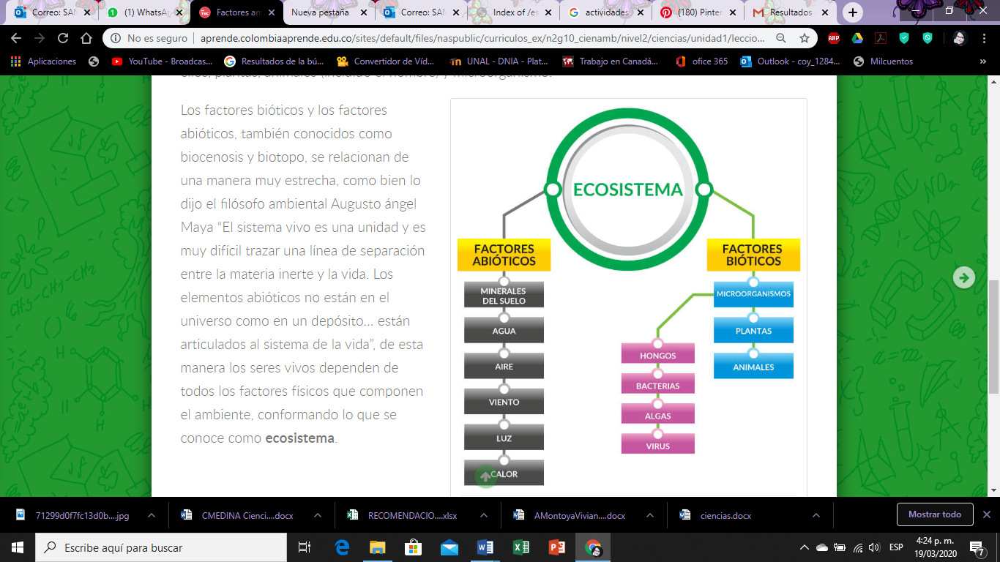 Correo: SAN
(1) WhatsA
Factores am
Nueva pestaña
Correo: SAN
Index of /es
actividades
(180) Pinter
Resultados
No es seguro
aprende.colombiaaprende.edu.co/sites/default/files/naspublic/curriculos_ex/n2g10_cienamb/nivel2/ciencias/unidad1/leccio...
ABP
Aplicaciones
YouTube - Broadcas...
Resultados de la bú...
Convertidor de Víd...
UNAL - DNIA - Plat...
Trabajo en Canadá...
ofice 365
Outlook - coy_1284...
Milcuentos
»
Los factores bióticos y los factores
abióticos, también conocidos como
biocenosis y biotopo, se relacionan de
una manera muy estrecha, como bien lo
dijo el filósofo ambiental Augusto ángel
Maya “El sistema vivo es una unidad y es
muy difícil trazar una línea de separación
entre la materia inerte y la vida. Los
elementos abióticos no están en el
universo como en un depósito... están
articulados al sistema de la vida”, de esta
manera los seres vivos dependen de
todos los factores físicos que componen
el ambiente, conformando lo que se
conoce como ecosistema.
ECOSISTEMA
FACTORES
ABIÓTICOS
MINERALES
DEL SUELO
AGUA
AIRE
VIENTO
LUZ
CALOR
FACTORES
BIÓTICOS
MICROORGANISMOS
PLANTAS
ANIMALES
HONGOS
BACTERIAS
ALGAS
VIRUS
71299d0f7fc13d0b....jpg
CMEDINA Cienci....docx
RECOMENDACIO....xlsx
AMontoyaVivian....docx
ciencias.docx
Mostrar todo
Escribe aquí para buscar
ESP
4:24 p. m.
19/03/2020
7